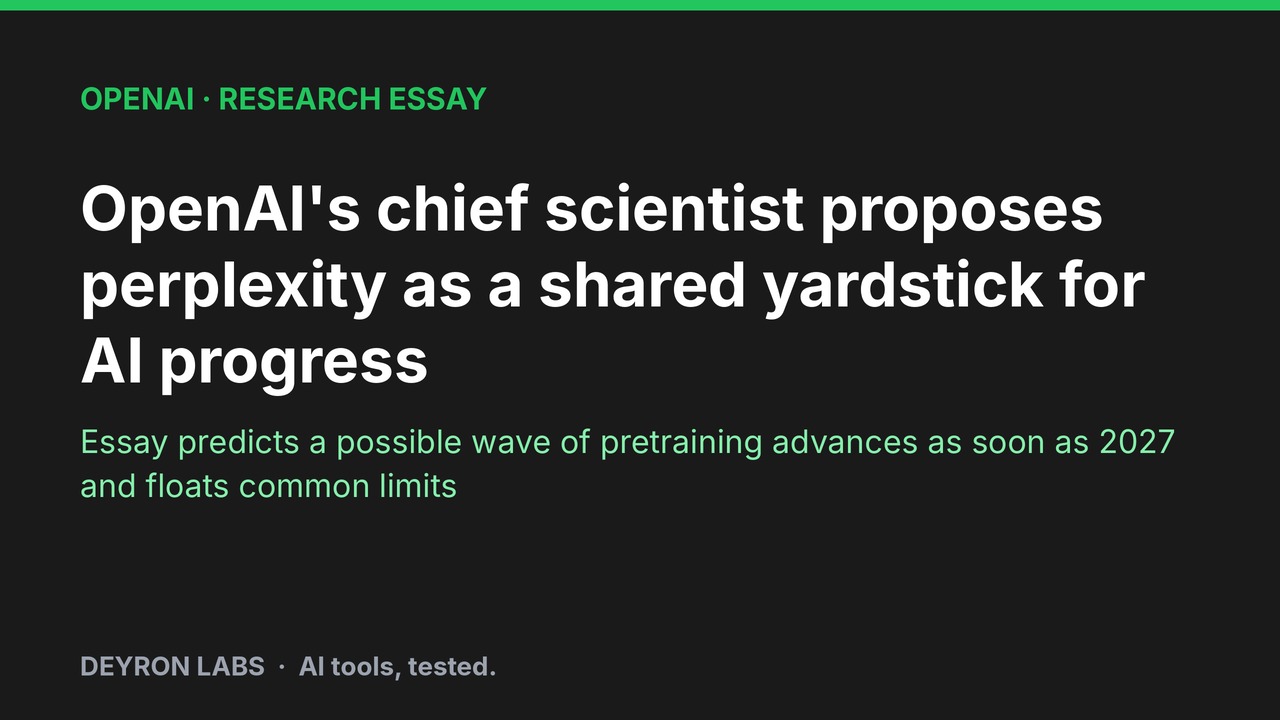 OPENAI · RESEARCH ESSAY
OpenAI's chief scientist proposes
perplexity as a shared yardstick for
AI progress
Essay predicts a possible wave of pretraining advances as soon as 2027
and floats common limits
DEYRON LABS · AI tools, tested.